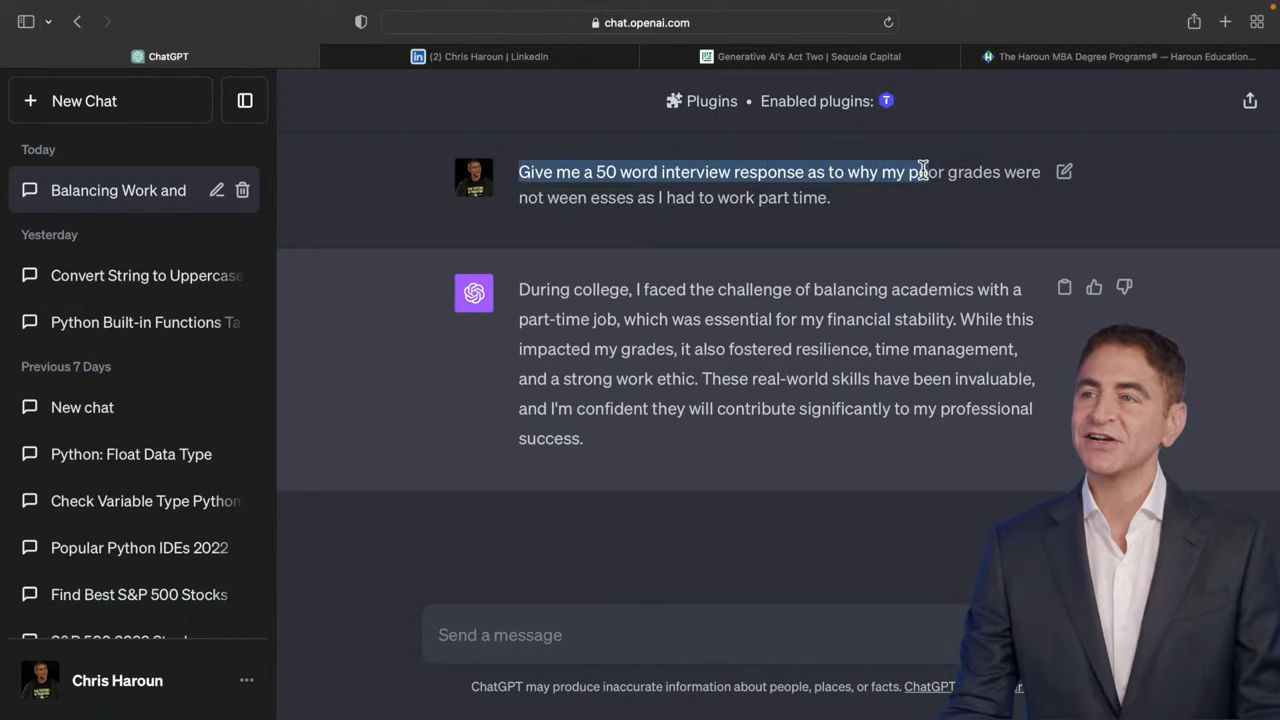 chat.openai.com
ChatGPT
(2) Chris Haroun | LinkedIn
Generative AI's Act Two | Sequoia Capital
The Haroun MBA Degree Programs® — Haroun Education...
New Chat
Plugins • Enabled plugins:
Today
Balancing Work and
Yesterday
Convert String to Uppercase
Python Built-in Functions Ta
Previous 7 Days
New chat
Python: Float Data Type
Check Variable Type Python
Popular Python IDEs 2022
Find Best S&P 500 Stocks
Chris Haroun
Give me a 50 word interview response as to why my poor grades were
not ween esses as I had to work part time.
During college, I faced the challenge of balancing academics with a
part-time job, which was essential for my financial stability. While this
impacted my grades, it also fostered resilience, time management,
and a strong work ethic. These real-world skills have been invaluable,
and I'm confident they will contribute significantly to my professional
success.
Send a message
ChatGPT may produce inaccurate information about people, places, or facts. ChatGPT